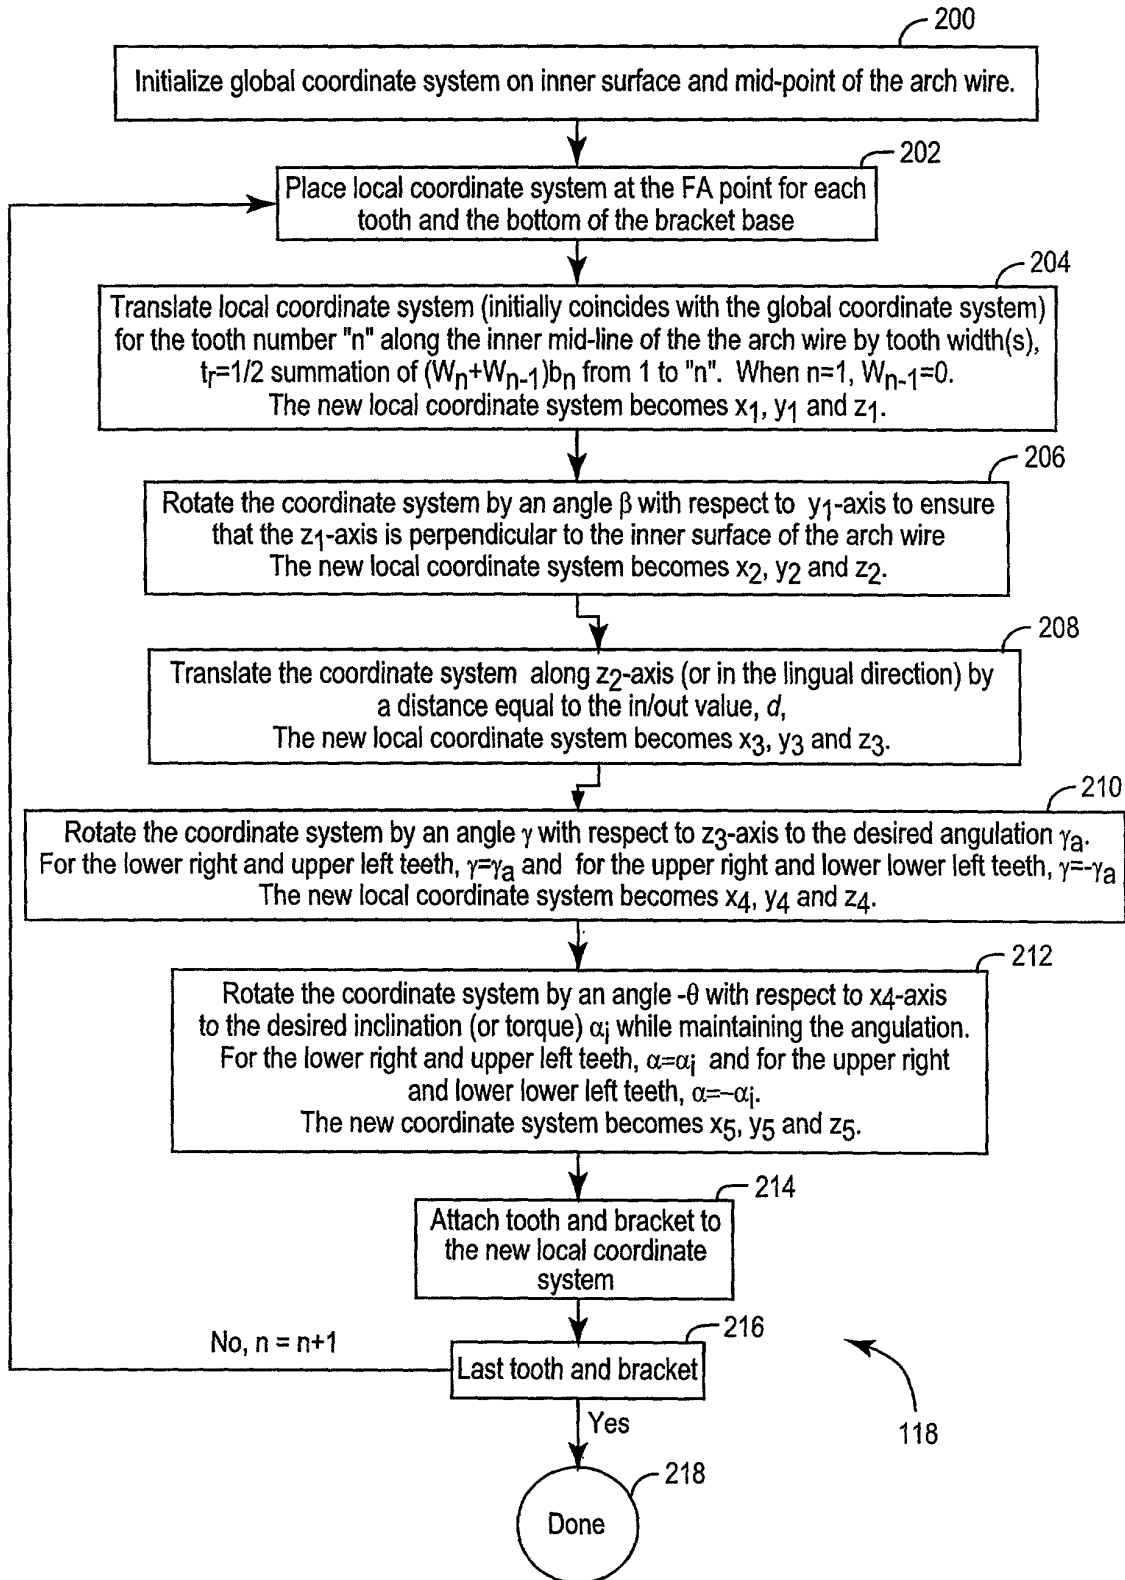 200
Initialize global coordinate system on inner surface and mid-point of the arch wire.
202
Place local coordinate system at the FA point for each
tooth and the bottom of the bracket base
204
Translate local coordinate system (initially coincides with the global coordinate system)
for the tooth number "n" along the inner mid-line of the the arch wire by tooth width(s),
tr=1/2 summation of (Wn+Wn-1)bn from 1 to "n". When n=1, Wn-1=0.
The new local coordinate system becomes x1, y1 and z1.
206
Rotate the coordinate system by an angle β with respect to y1-axis to ensure
that the z1-axis is perpendicular to the inner surface of the arch wire
The new local coordinate system becomes x2, y2 and z2.
208
Translate the coordinate system along z2-axis (or in the lingual direction) by
a distance equal to the in/out value, d,
The new local coordinate system becomes x3, y3 and z3.
210
Rotate the coordinate system by an angle γ with respect to z3-axis to the desired angulation γa.
For the lower right and upper left teeth, γ=γa and for the upper right and lower lower left teeth, γ=-γa
The new local coordinate system becomes x4, y4 and z4.
212
Rotate the coordinate system by an angle -θ with respect to x4-axis
to the desired inclination (or torque) αi while maintaining the angulation.
For the lower right and upper left teeth, α=αi and for the upper right
and lower lower left teeth, α=-αi.
The new coordinate system becomes x5, y5 and z5.
214
Attach tooth and bracket to
the new local coordinate
system
216
No, n = n+1
Last tooth and bracket
118
Yes
218
Done